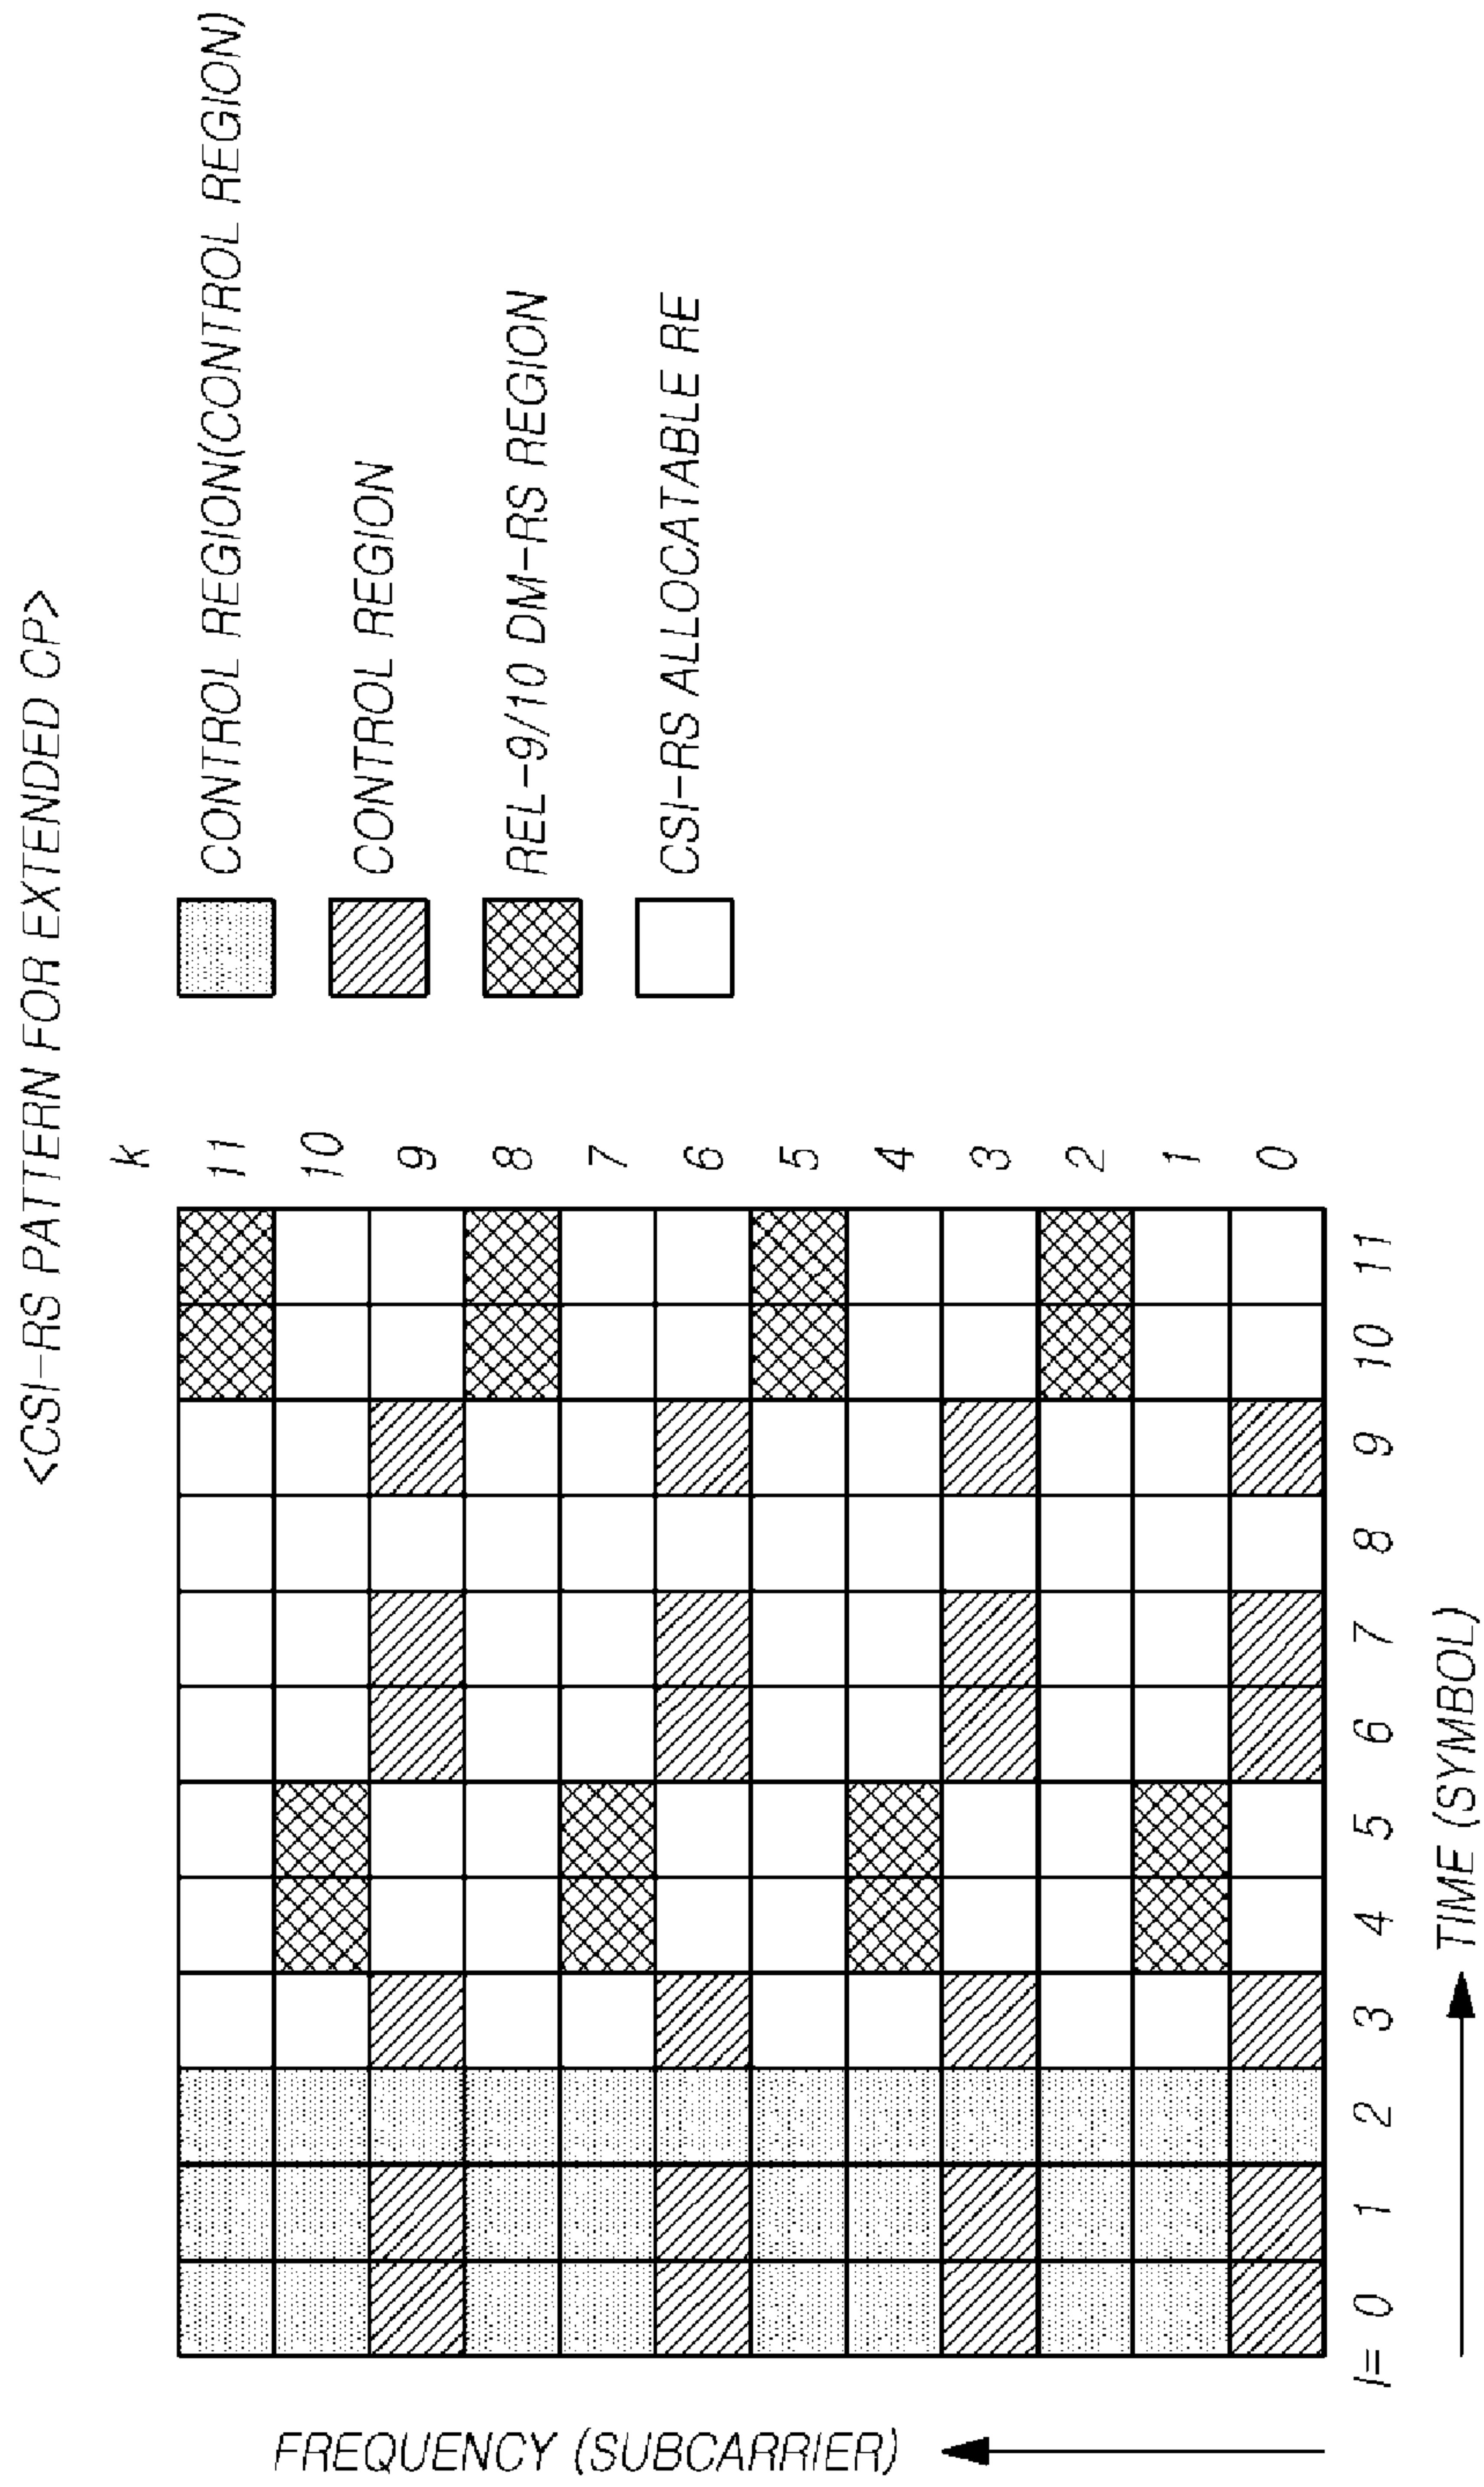 <CSI-RS PATTERN FOR EXTENDED CP>
k
11
10
9
8
7
6
5
4
3
2
1
0
l= 0 1 2 3 4 5 6 7 8 9 10 11
FREQUENCY (SUBCARRIER)
TIME (SYMBOL)
CONTROL REGION(CONTROL REGION)
CONTROL REGION
REL-9/10 DM-RS REGION
CSI-RS ALLOCATABLE RE